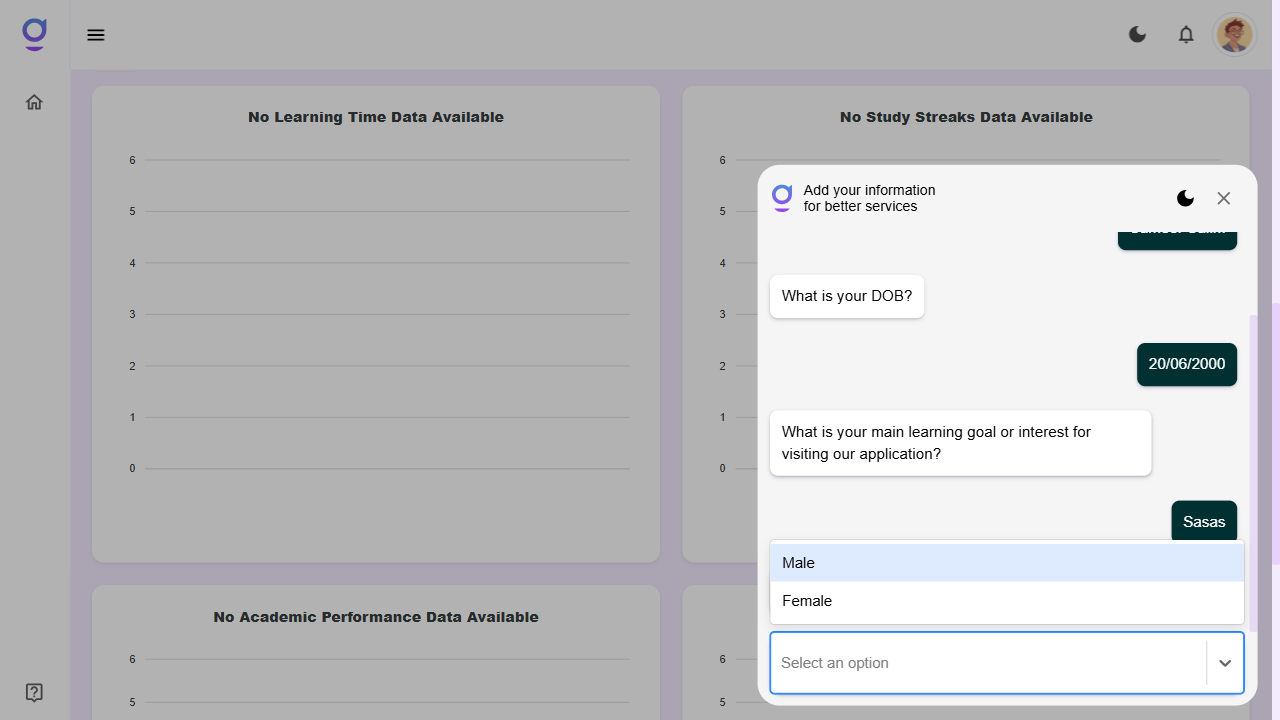 No Learning Time Data Available
6
5
4
3
2
1
0
No Study Streaks Data Available
6
5
4
3
2
1
0
No Academic Performance Data Available
6
5
6
5
Add your information
for better services
What is your DOB?
20/06/2000
What is your main learning goal or interest for
visiting our application?
Sasas
Male
Female
Select an option